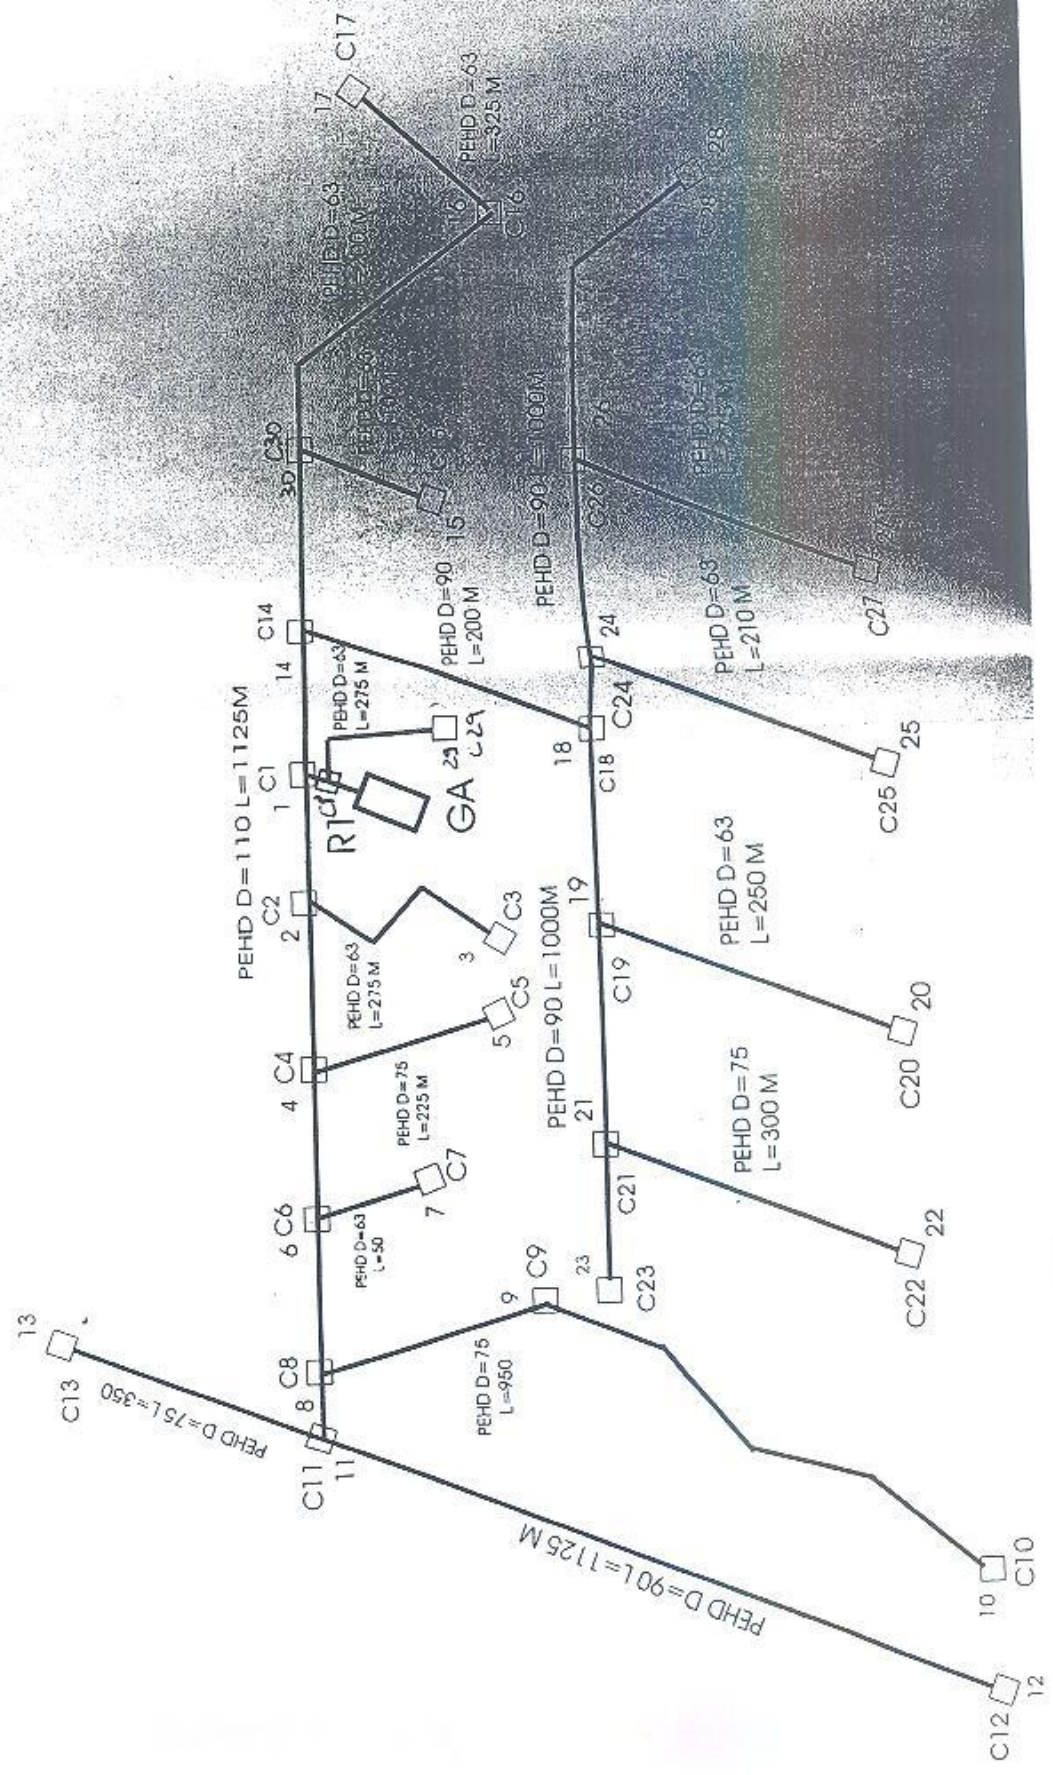 C17
17
PEHD D=63
L=325 M
16
C16
PEHD D=63
C30
30
C15
15
C28
28
PEHD D=90 L=1000M
26
C26
PEHD D=63
C27
C14
14
PEHD D=90
L=200 M
PEHD D=63
L=275 M
29
C29
24
C24
PEHD D=63
L=210 M
25
C25
18
C18
PEHD D=110 L=1125M
C1
1
R1
GA
C2
2
PEHD D=63
L=275 M
3
C3
19
C19
PEHD D=63
L=250 M
20
C20
C4
4
PEHD D=75
L=225 M
5
C5
PEHD D=90 L=1000M
21
C21
PEHD D=75
L=300 M
22
C22
6
C6
PEHD D=63
L=50
7
C7
23
C23
9
C9
C8
8
PEHD D=75
L=950
10
C10
13
C13
PEHD D=75 L=350
C11
11
PEHD D=90 L=1125 M
C12
12